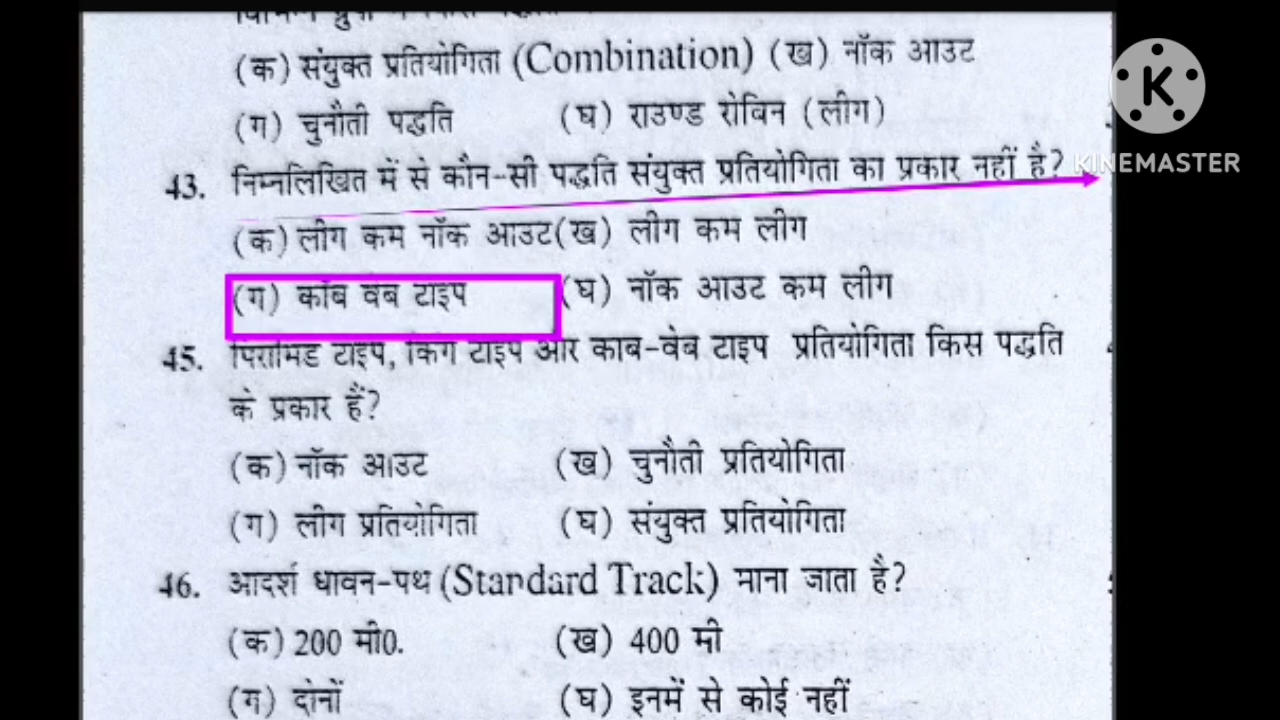 (क) संयुक्त प्रतियोगिता (Combination) (ख) नॉक आउट
(ग) चुनौती पद्धति (घ) राउण्ड रोबिन (लीग)
43. निम्नलिखित में से कौन-सी पद्धति संयुक्त प्रतियोगिता का प्रकार नहीं है?
(क) लीग कम नॉक आउट (ख) लीग कम लीग
(ग) कॉब वेब टाइप (घ) नॉक आउट कम लीग
45. पिरामिड टाइप, किंग टाइप और काब-वेब टाइप प्रतियोगिता किस पद्धति
के प्रकार हैं?
(क) नॉक आउट (ख) चुनौती प्रतियोगिता
(ग) लीग प्रतियोगिता (घ) संयुक्त प्रतियोगिता
46. आदर्श धावन-पथ (Standard Track) माना जाता है?
(क) 200 मी0. (ख) 400 मी
(ग) दोनों (घ) इनमें से कोई नहीं
K
KINEMASTER